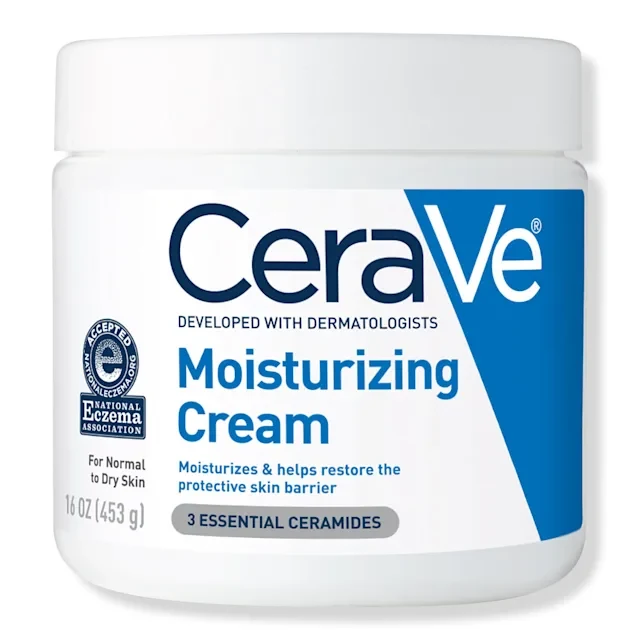 CeraVe®
DEVELOPED WITH DERMATOLOGISTS
Moisturizing
Cream
Moisturizes & helps restore the
protective skin barrier
3 ESSENTIAL CERAMIDES
ACCEPTED
NATIONALECZEMA.ORG
e
NATIONAL
Eczema
ASSOCIATION
For Normal
to Dry Skin
16 OZ (453 g)